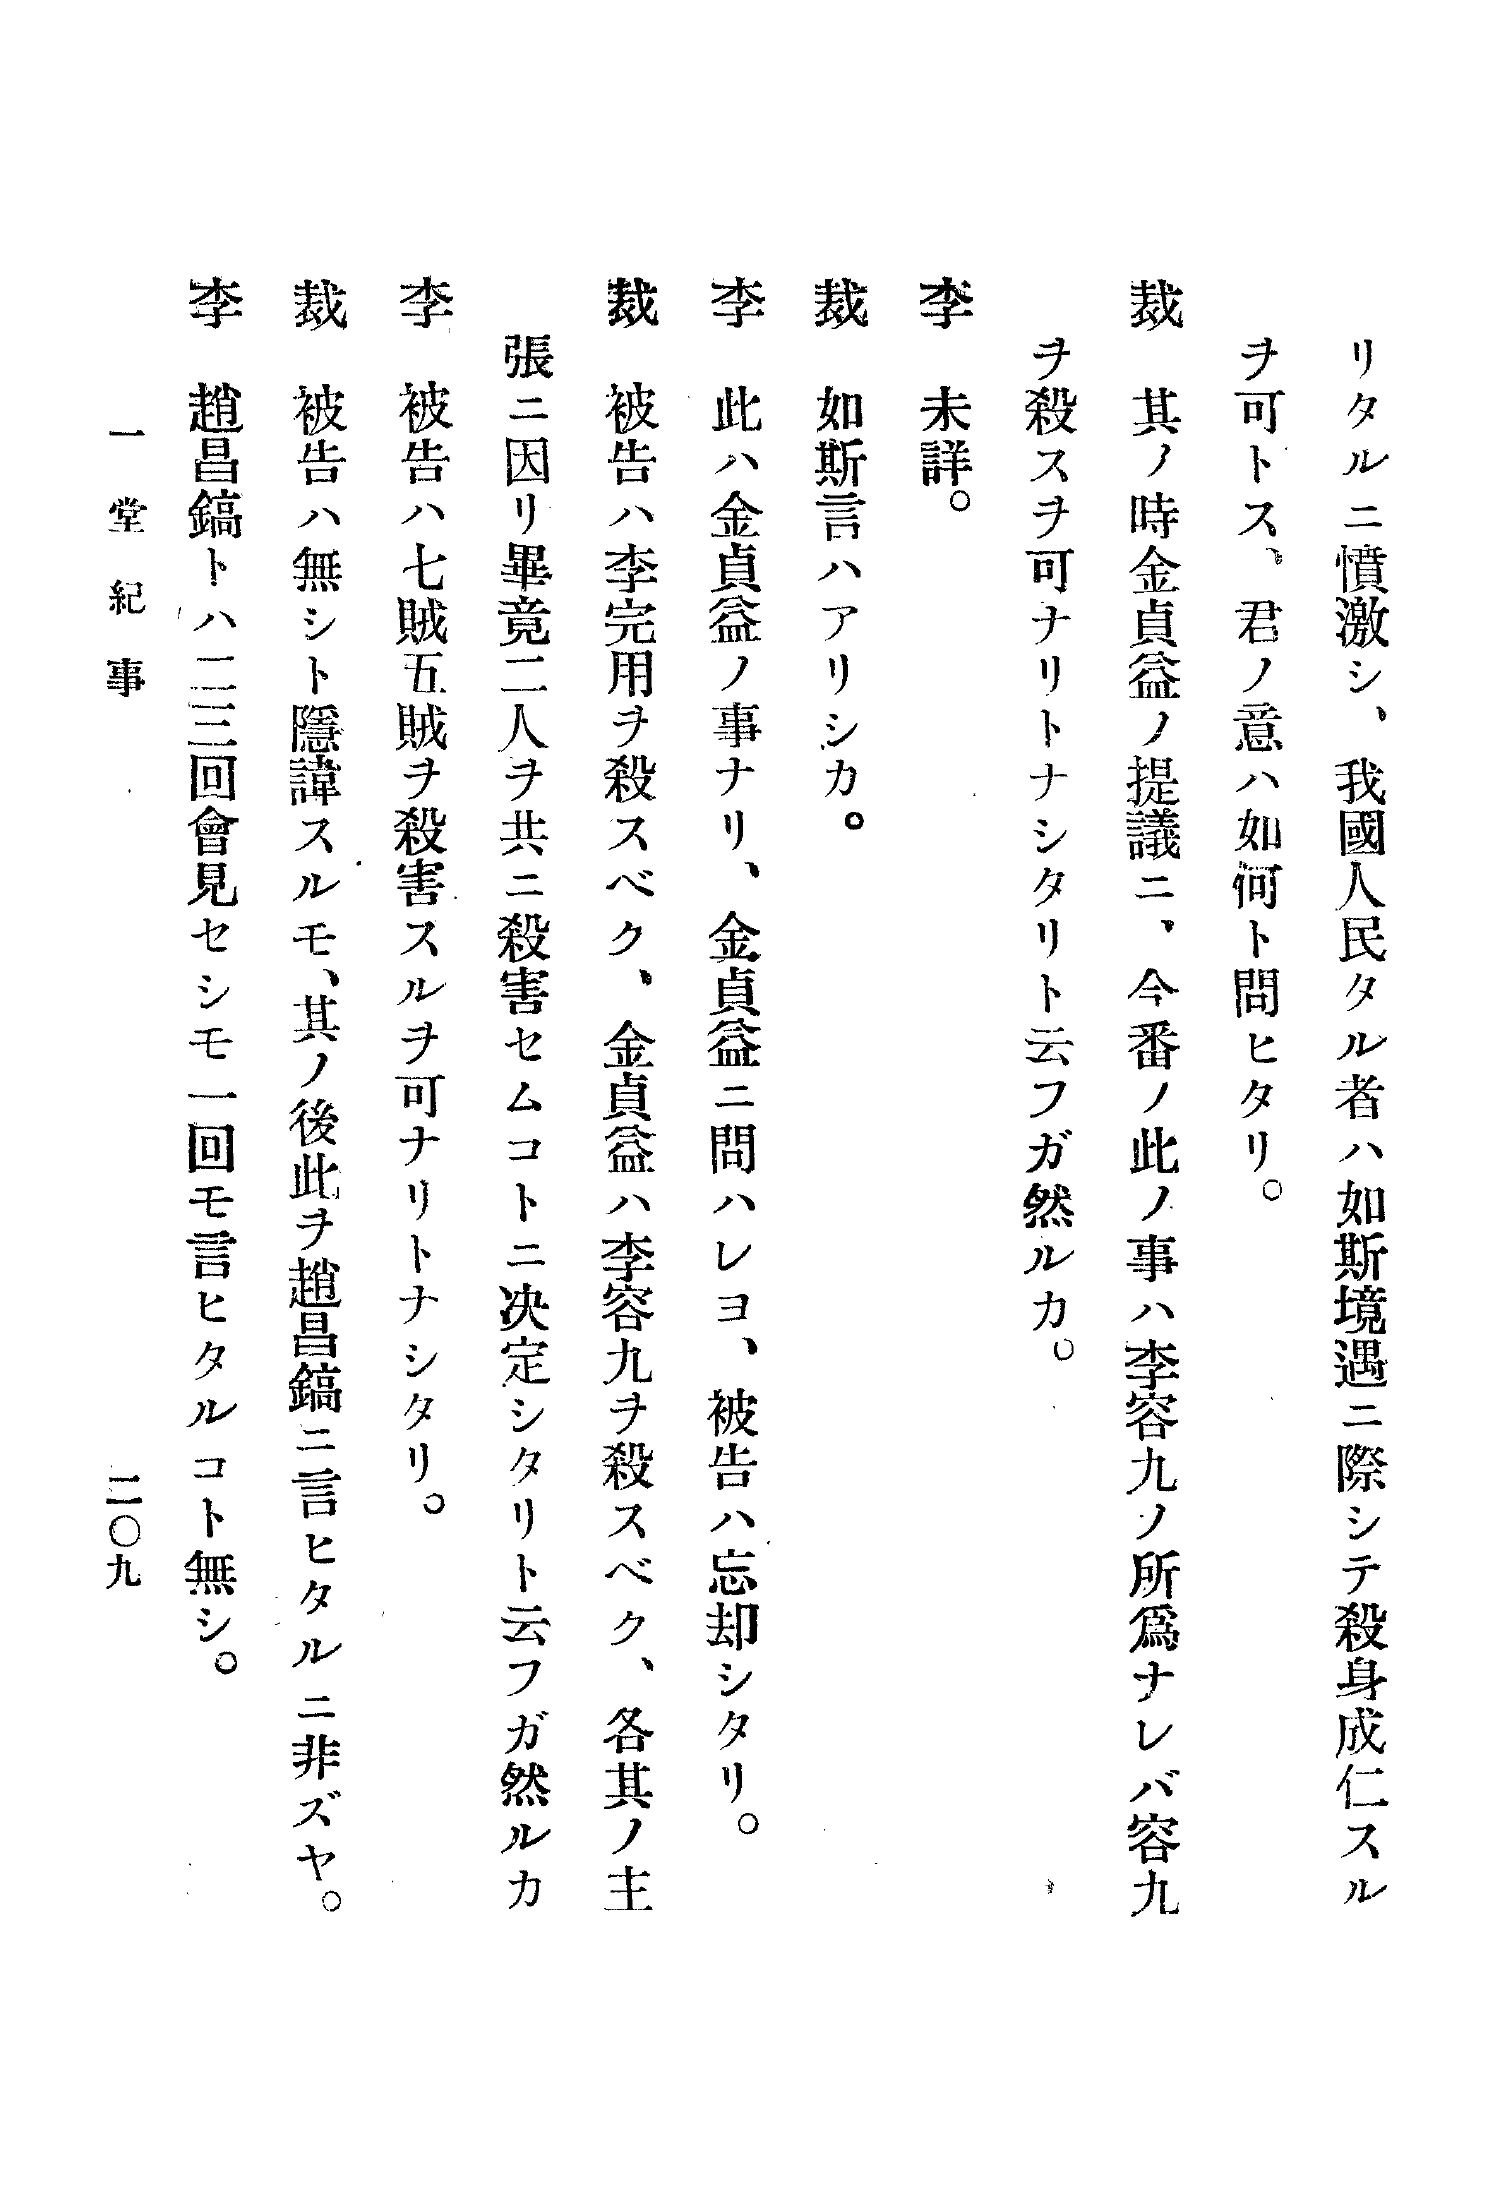 リタルニ憤激シ、我國人民タル者ハ如斯境遇ニ際シテ殺身成仁スル
ヲ可トス、君ノ意ハ如何ト問ヒタリ。
裁　其ノ時金貞益ノ提議ニ、今番ノ此ノ事ハ李容九ノ所爲ナレバ容九
ヲ殺スヲ可ナリトナシタリト云フガ然ルカ。
李　未詳。
裁　如斯言ハアリシカ。
李　此ハ金貞益ノ事ナリ、金貞益ニ問ハレヨ、被告ハ忘却シタリ。
裁　被告ハ李完用ヲ殺スベク、金貞益ハ李容九ヲ殺スベク、各其ノ主
張ニ因リ畢竟二人ヲ共ニ殺害セムコトニ決定シタリト云フガ然ルカ
李　被告ハ七賊五賊ヲ殺害スルヲ可ナリトナシタリ。
裁　被告ハ無シト隱諱スルモ、其ノ後此ヲ趙昌鎬ニ言ヒタルニ非ズヤ。
李　趙昌鎬トハ二三回會見セシモ一回モ言ヒタルコト無シ。
一堂紀事　二〇九